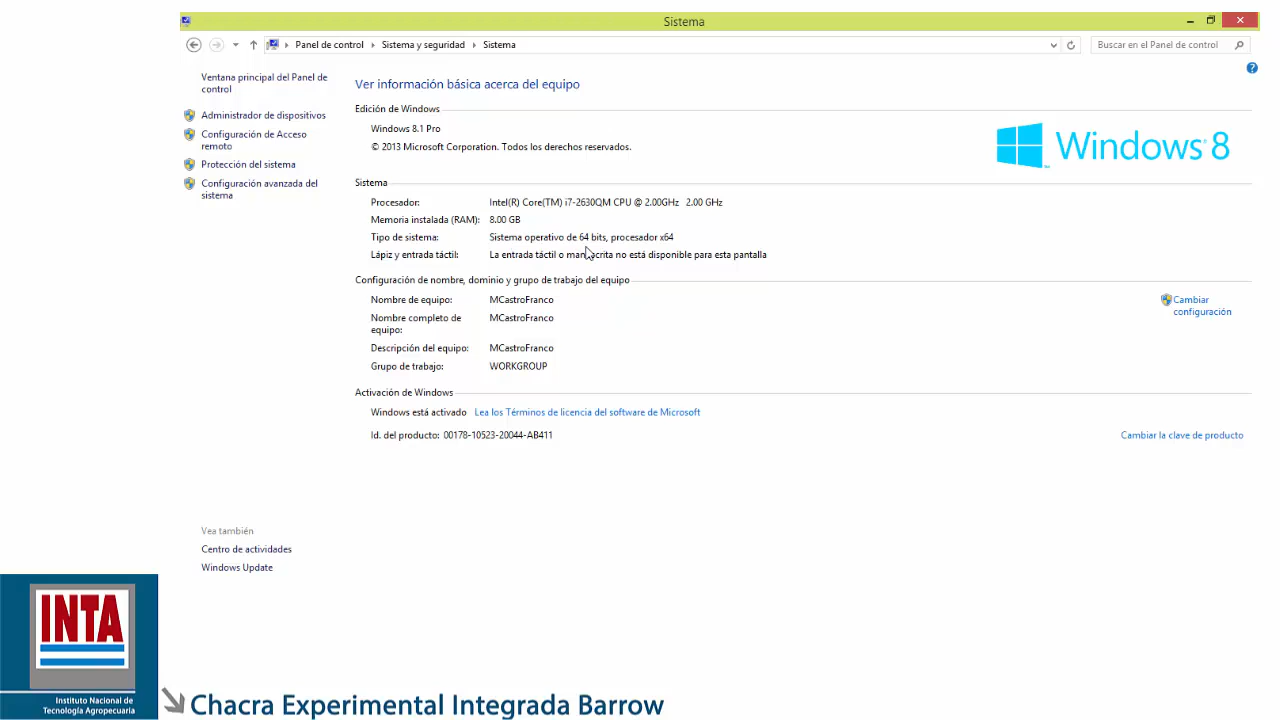 Sistema
Panel de control
Sistema y seguridad
Sistema
Buscar en el Panel de control
Ventana principal del Panel de
control
Administrador de dispositivos
Configuración de Acceso
remoto
Protección del sistema
Configuración avanzada del
sistema
Ver información básica acerca del equipo
Edición de Windows
Windows 8.1 Pro
© 2013 Microsoft Corporation. Todos los derechos reservados.
Windows 8
Sistema
Procesador: Intel(R) Core(TM) i7-2630QM CPU @ 2.00GHz 2.00 GHz
Memoria instalada (RAM): 8.00 GB
Tipo de sistema: Sistema operativo de 64 bits, procesador x64
Lápiz y entrada táctil: La entrada táctil o manuscrita no está disponible para esta pantalla
Configuración de nombre, dominio y grupo de trabajo del equipo
Nombre de equipo: MCastroFranco
Cambiar
configuración
Nombre completo de
equipo:
MCastroFranco
Descripción del equipo: MCastroFranco
Grupo de trabajo: WORKGROUP
Activación de Windows
Windows está activado Lea los Términos de licencia del software de Microsoft
Id. del producto: 00178-10523-20044-AB411
Cambiar la clave de producto
Vea también
Centro de actividades
Windows Update
INTA
Instituto Nacional de
Tecnología Agropecuaria
Chacra Experimental Integrada Barrow